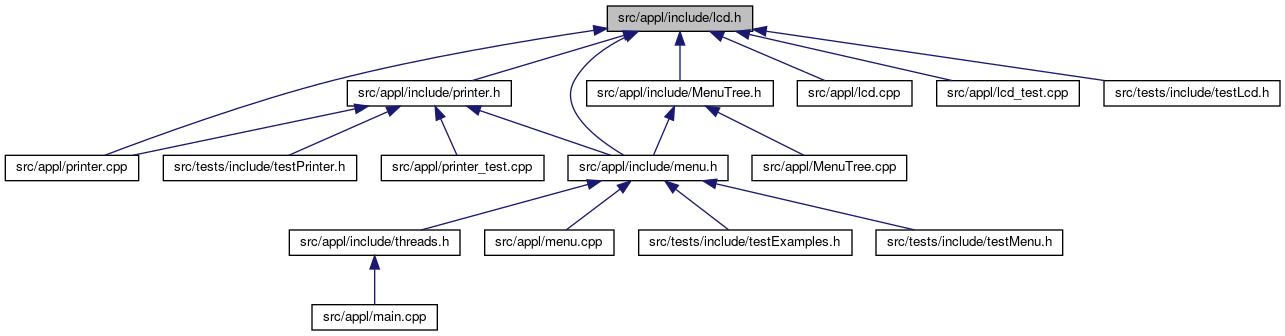 src/appl/include/lcd.h
src/appl/include/printer.h
src/appl/include/MenuTree.h
src/appl/lcd.cpp
src/appl/lcd_test.cpp
src/tests/include/testLcd.h
src/appl/printer.cpp
src/tests/include/testPrinter.h
src/appl/printer_test.cpp
src/appl/include/menu.h
src/appl/MenuTree.cpp
src/appl/include/threads.h
src/appl/menu.cpp
src/tests/include/testExamples.h
src/tests/include/testMenu.h
src/appl/main.cpp